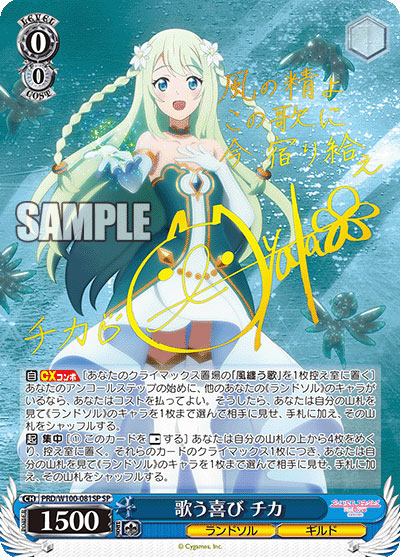 LEVEL
0
0
COST
風の精よ
この歌に
今 宿り給え
SAMPLE
チカ
自 CXコンボ [あなたのクライマックス置場の「風纏う歌」を1枚控え室に置く]
あなたのアンコールステップの始めに、他のあなたの《ランドソル》のキャラが
いるなら、あなたはコストを払ってよい。そうしたら、あなたは自分の山札を
見て《ランドソル》のキャラを1枚まで選んで相手に見せ、手札に加え、その山
札をシャッフルする。
起 集中 [① このカードを[レスト]する] あなたは自分の山札の上から4枚をめく
り、控え室に置く。それらのカードのクライマックス1枚につき、あなたは自分
の山札を見て《ランドソル》のキャラを1枚まで選んで相手に見せ、手札に加え、
その山札をシャッフルする。
CH PRD/W100-081SP SP
1500
歌う喜び チカ
ランドソル ギルド
© Cygames, Inc.